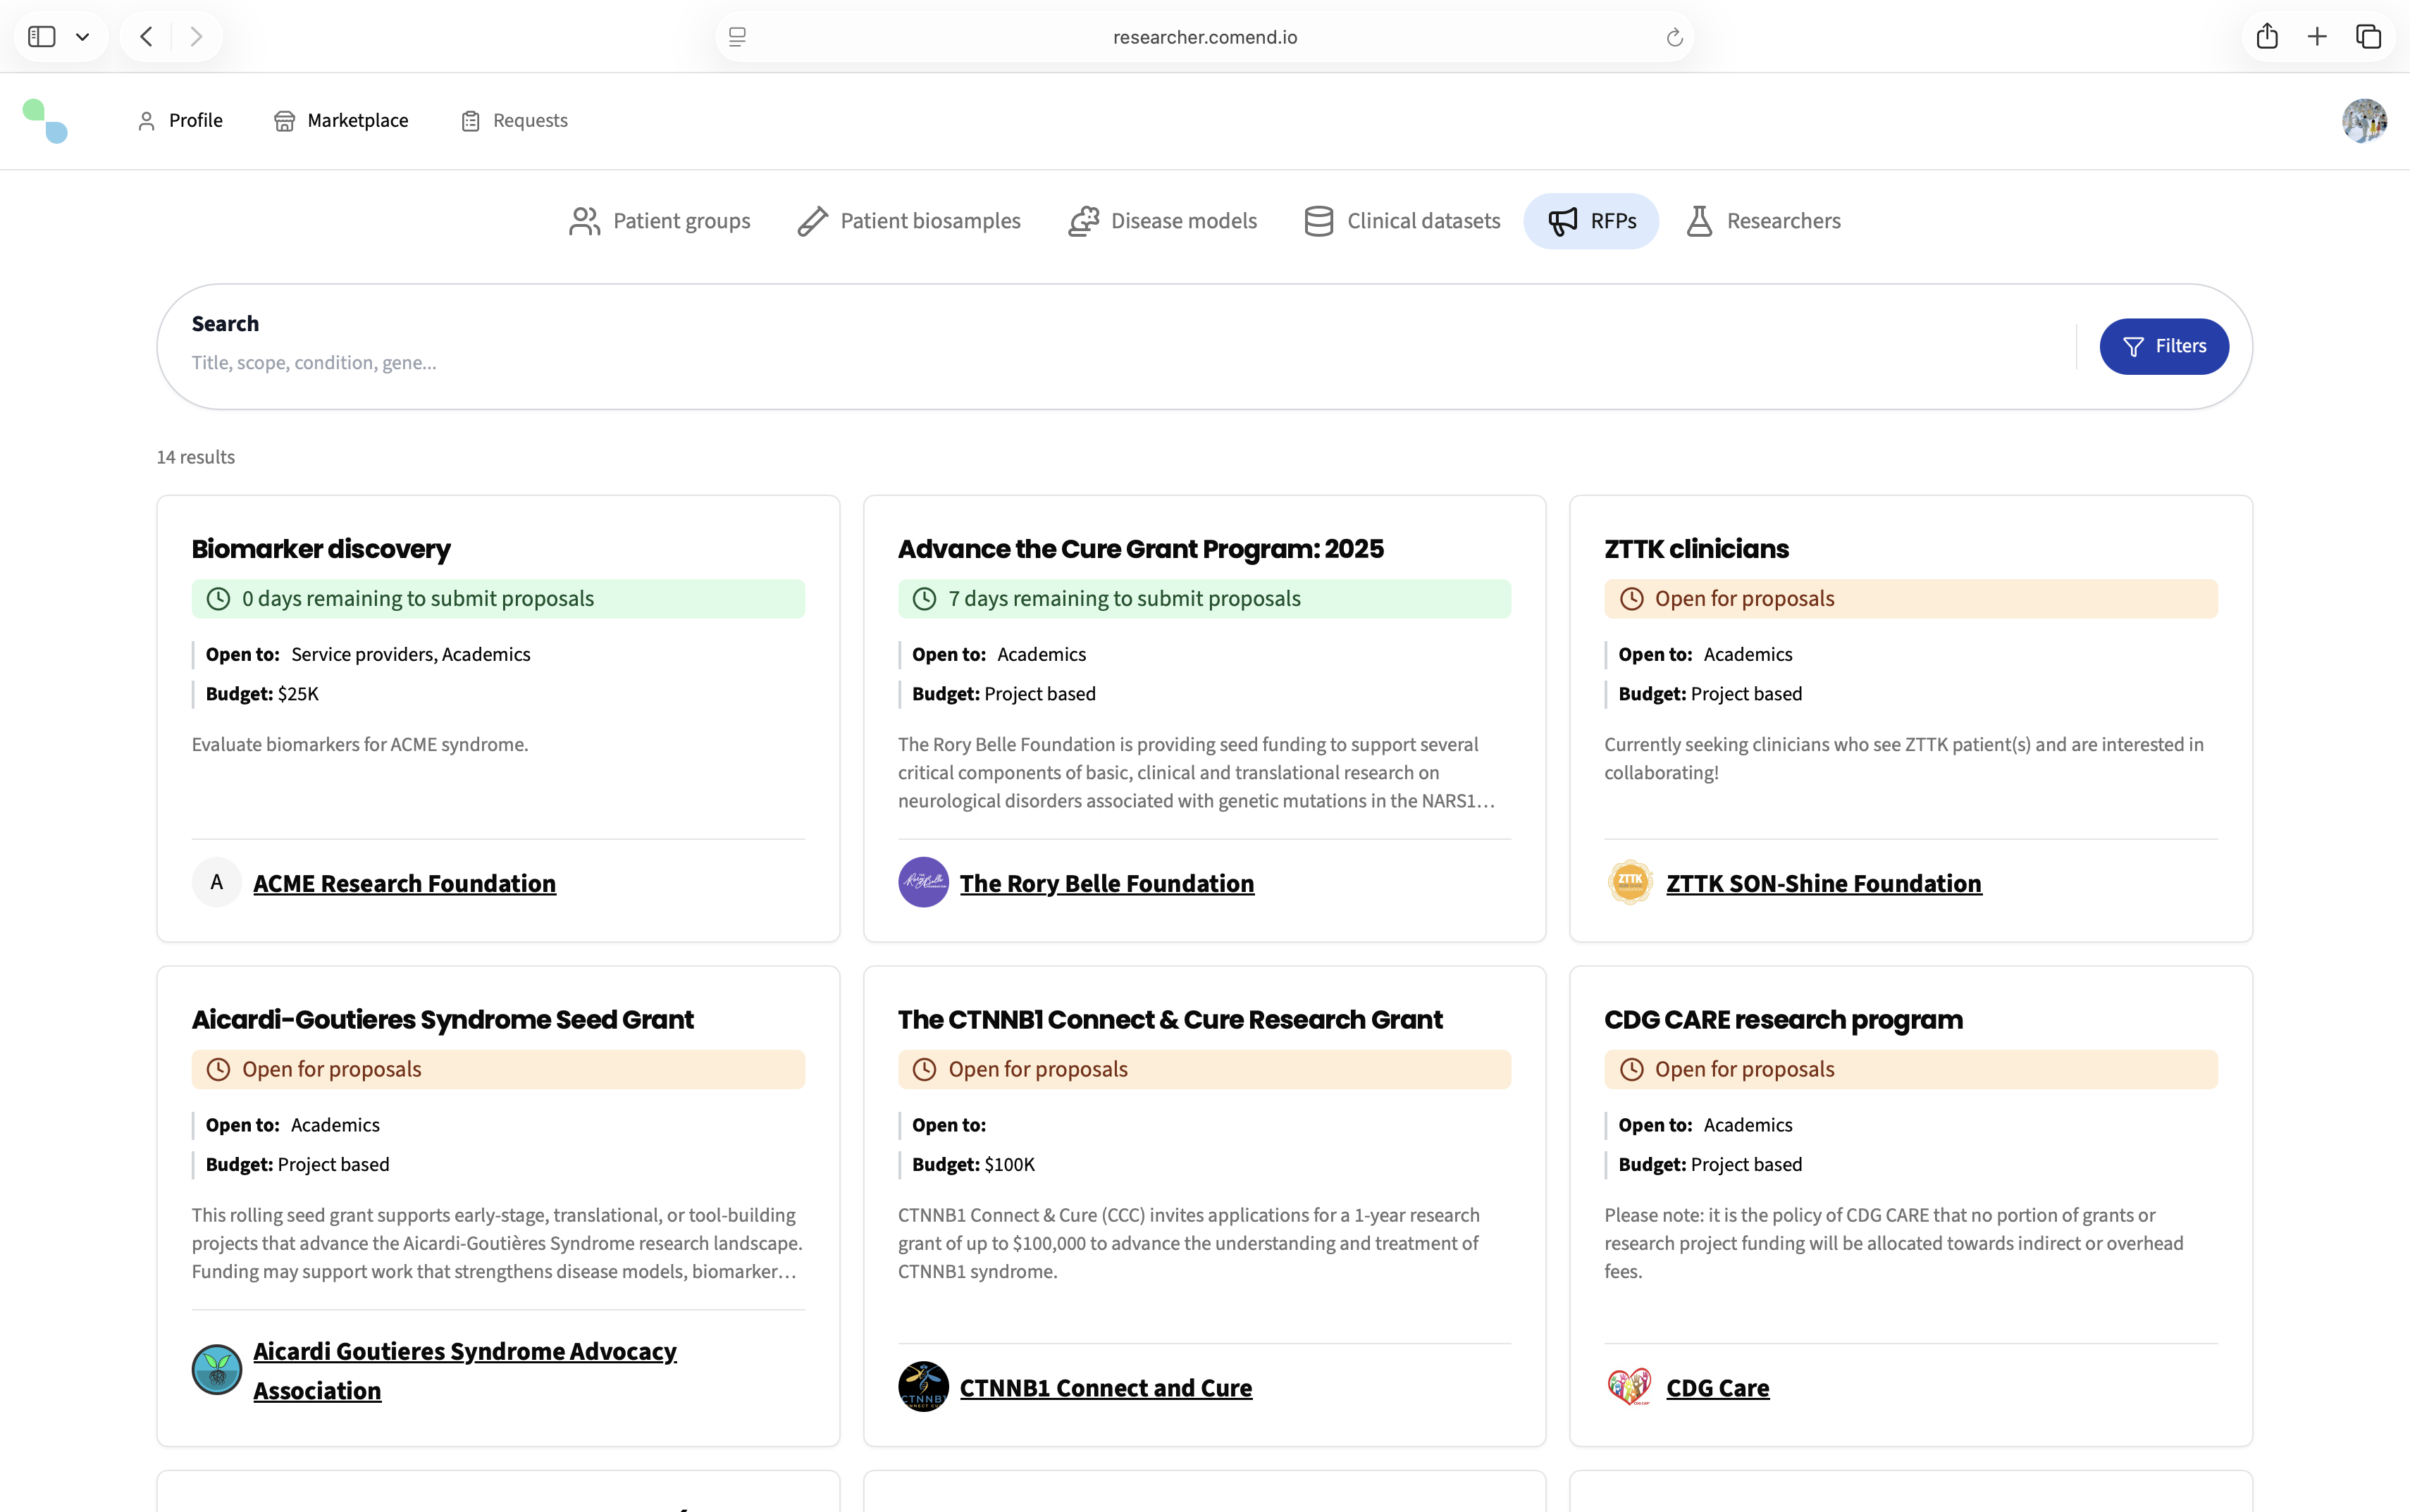 researcher.comend.io
Profile
Marketplace
Requests
Patient groups
Patient biosamples
Disease models
Clinical datasets
RFPs
Researchers
Search
Title, scope, condition, gene...
Filters
14 results
Biomarker discovery
0 days remaining to submit proposals
Open to: Service providers, Academics
Budget: $25K
Evaluate biomarkers for ACME syndrome.
A
ACME Research Foundation
Advance the Cure Grant Program: 2025
7 days remaining to submit proposals
Open to: Academics
Budget: Project based
The Rory Belle Foundation is providing seed funding to support several
critical components of basic, clinical and translational research on
neurological disorders associated with genetic mutations in the NARS1...
The Rory Belle Foundation
ZTTK clinicians
Open for proposals
Open to: Academics
Budget: Project based
Currently seeking clinicians who see ZTTK patient(s) and are interested in
collaborating!
ZTTK
ZTTK SON-Shine Foundation
Aicardi-Goutieres Syndrome Seed Grant
Open for proposals
Open to: Academics
Budget: Project based
This rolling seed grant supports early-stage, translational, or tool-building
projects that advance the Aicardi-Goutières Syndrome research landscape.
Funding may support work that strengthens disease models, biomarker...
Aicardi Goutieres Syndrome Advocacy
Association
The CTNNB1 Connect & Cure Research Grant
Open for proposals
Open to:
Budget: $100K
CTNNB1 Connect & Cure (CCC) invites applications for a 1-year research
grant of up to $100,000 to advance the understanding and treatment of
CTNNB1 syndrome.
CTNNB1 Connect and Cure
CDG CARE research program
Open for proposals
Open to: Academics
Budget: Project based
Please note: it is the policy of CDG CARE that no portion of grants or
research project funding will be allocated towards indirect or overhead
fees.
CDG Care